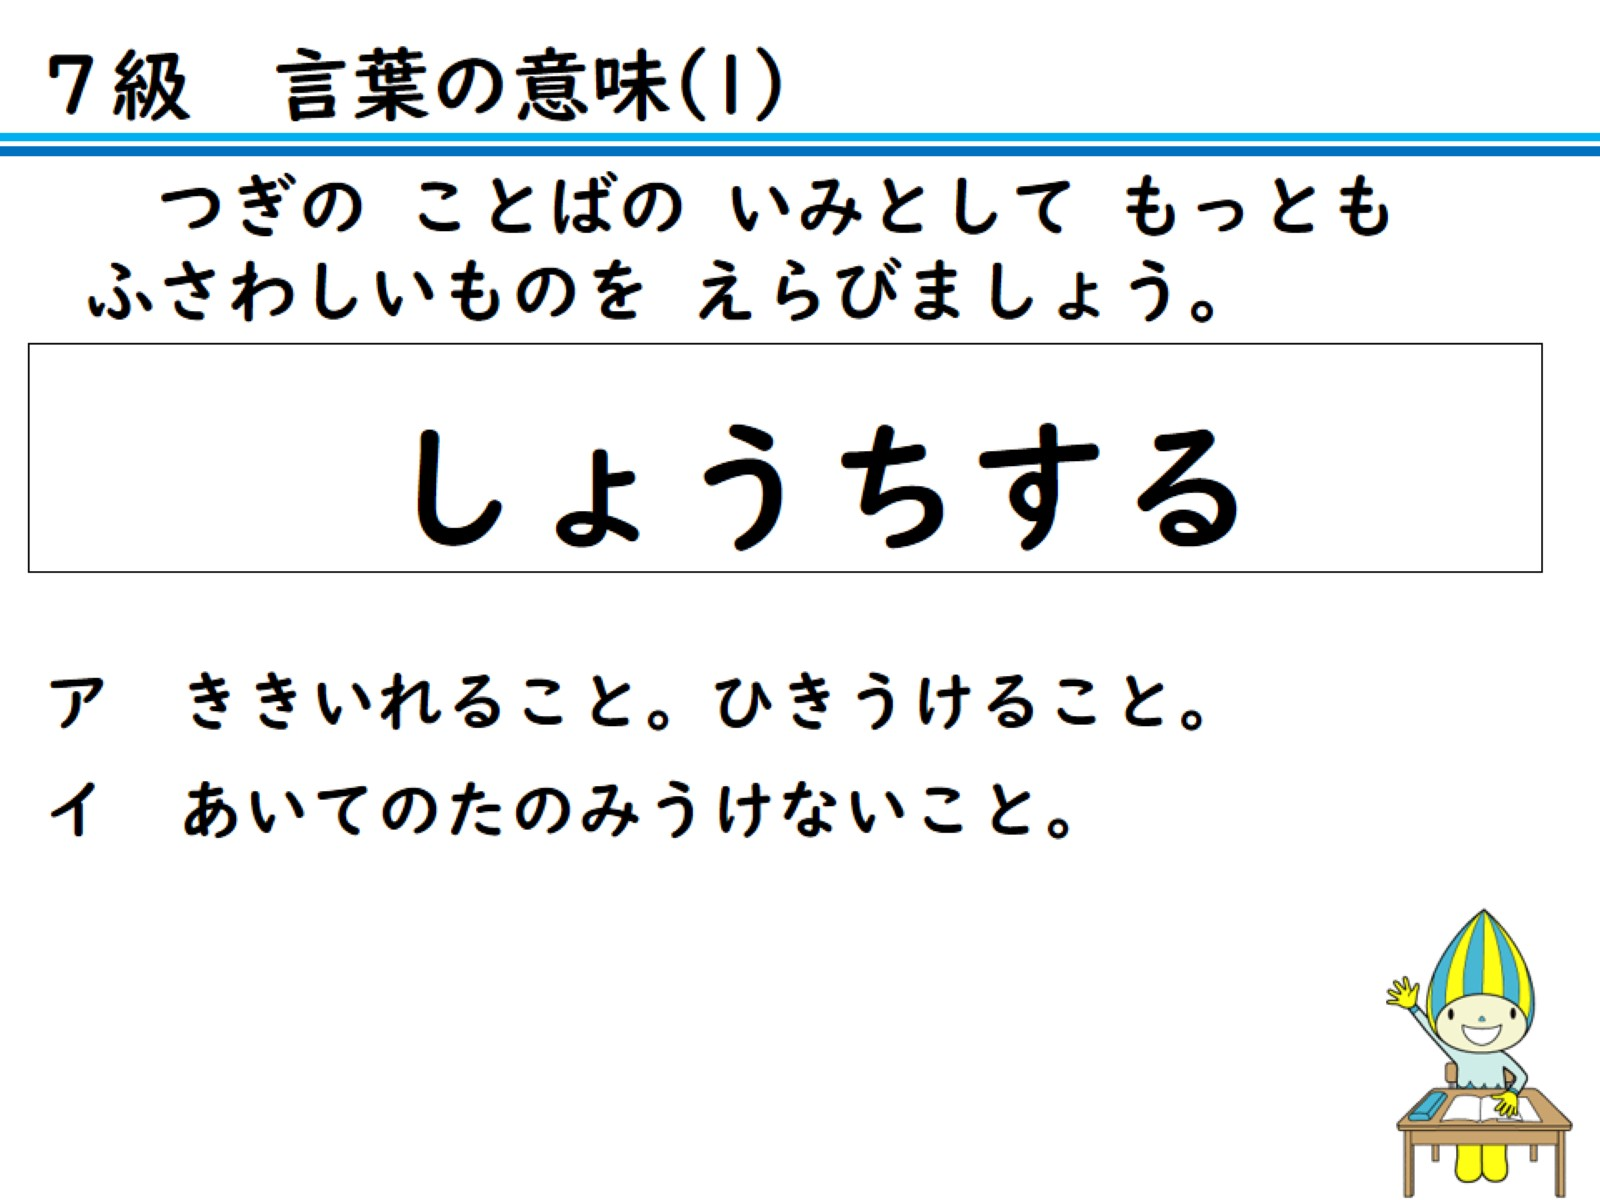 ７級　言葉の意味(1)
つぎの ことばの いみとして もっとも
ふさわしいものを えらびましょう。
しょうちする
ア　ききいれること。ひきうけること。
イ　あいてのたのみうけないこと。